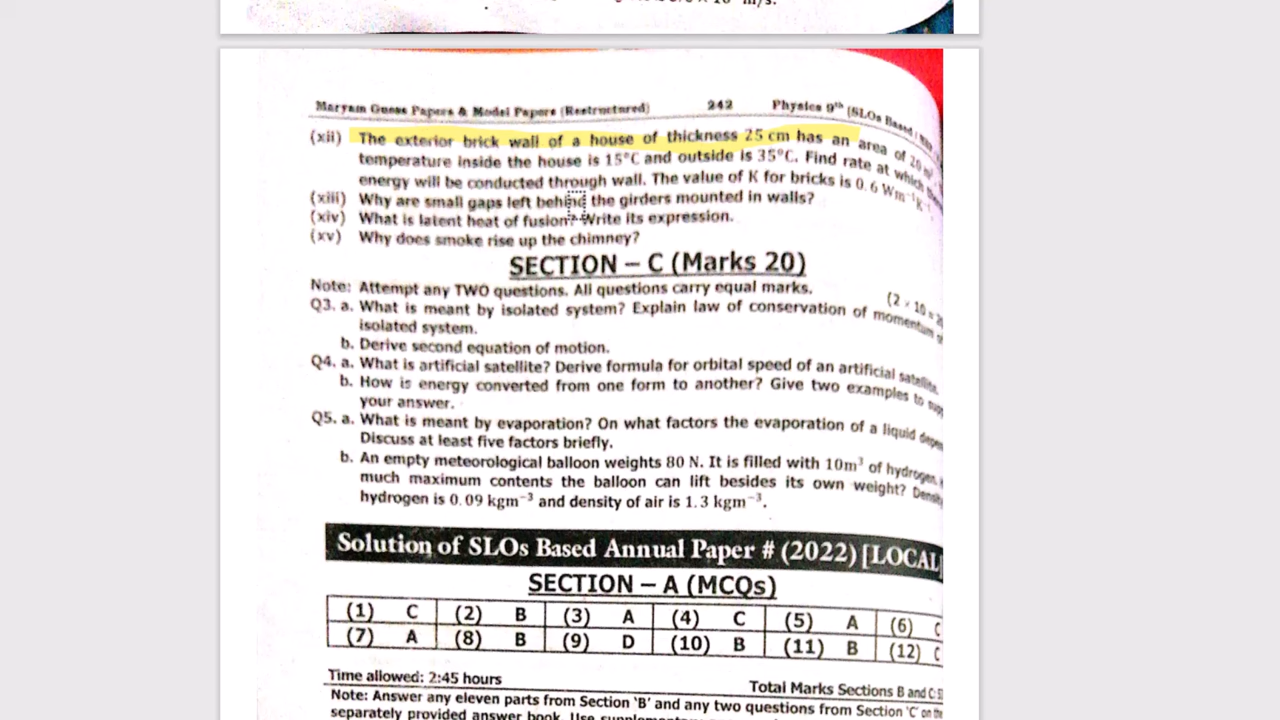 Maryam Guess Papers & Model Papers (Restructured) 242 Physics 9th (SLOs Based
(xii) The exterior brick wall of a house of thickness 25 cm has an area of 20 m
temperature inside the house is 15°C and outside is 35°C. Find rate at which
energy will be conducted through wall. The value of K for bricks is 0.6 Wm⁻¹K⁻¹
(xiii) Why are small gaps left behind the girders mounted in walls?
(xiv) What is latent heat of fusion? Write its expression.
(xv) Why does smoke rise up the chimney?
SECTION – C (Marks 20)
Note: Attempt any TWO questions. All questions carry equal marks. (2 × 10 =
Q3. a. What is meant by isolated system? Explain law of conservation of momentum
isolated system.
b. Derive second equation of motion.
Q4. a. What is artificial satellite? Derive formula for orbital speed of an artificial satellite.
b. How is energy converted from one form to another? Give two examples to
your answer.
Q5. a. What is meant by evaporation? On what factors the evaporation of a liquid
Discuss at least five factors briefly.
b. An empty meteorological balloon weights 80 N. It is filled with 10m³ of hydrogen.
much maximum contents the balloon can lift besides its own weight?
hydrogen is 0.09 kgm⁻³ and density of air is 1.3 kgm⁻³.
Solution of SLOs Based Annual Paper # (2022) [LOCAL
SECTION – A (MCQs)
(1) C (2) B (3) A (4) C (5) A (6) C
(7) A (8) B (9) D (10) B (11) B (12) C
Time allowed: 2:45 hours Total Marks Sections B and C:
Note: Answer any eleven parts from Section 'B' and any two questions from Section 'C' on the
separately provided answer book. Use